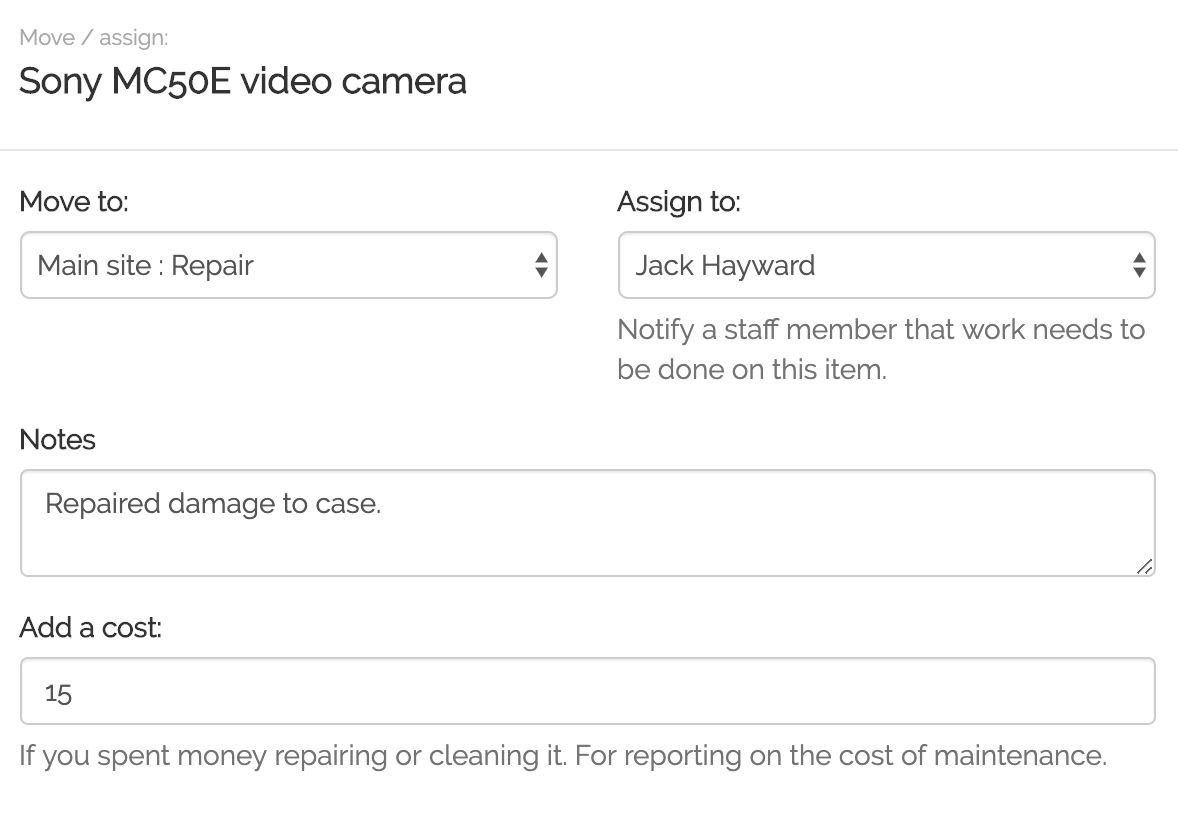 Move / assign:
Sony MC50E video camera
Move to:
Assign to:
Main site : Repair
Jack Hayward
Notify a staff member that work needs to
be done on this item.
Notes
Repaired damage to case.
Add a cost:
15
If you spent money repairing or cleaning it. For reporting on the cost of maintenance.